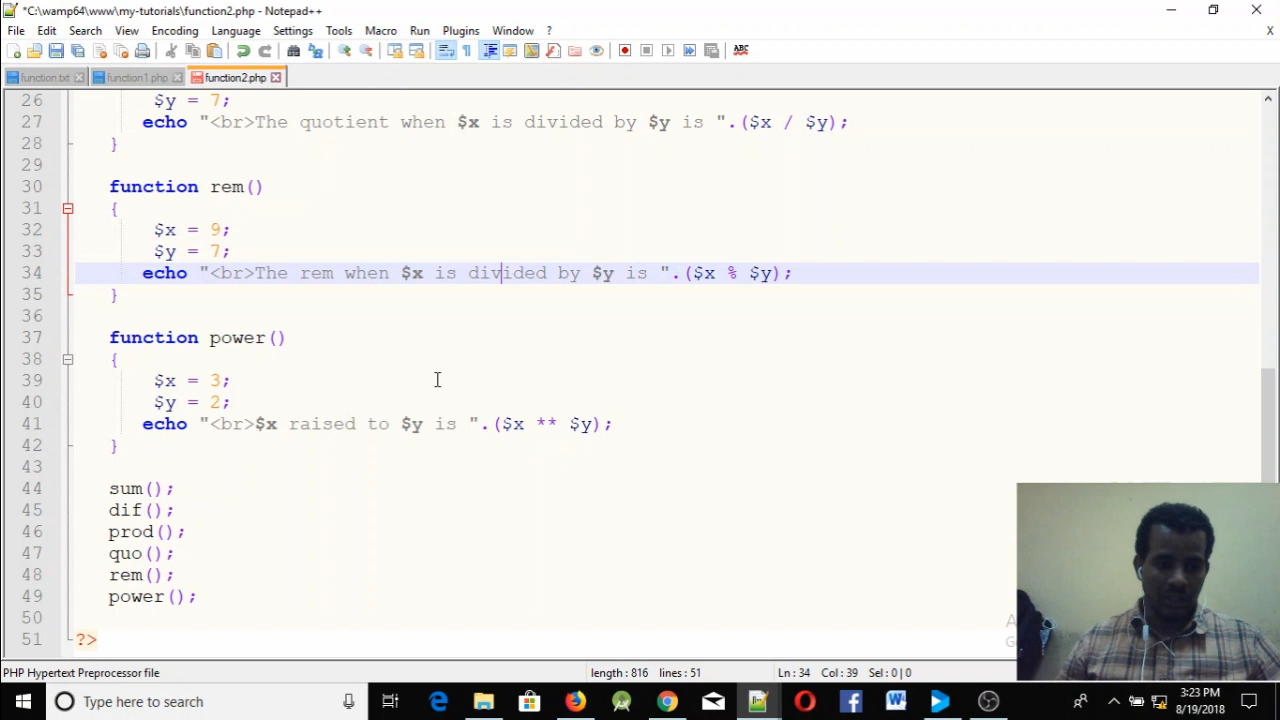 *C:\wamp64\www\my-tutorials\function2.php - Notepad++
File Edit Search View Encoding Language Settings Tools Macro Run Plugins Window ? X
ABC
function.txt function1.php function2.php
26 $y = 7;
27 echo "<br>The quotient when $x is divided by $y is ".($x / $y);
28 }
29
30 function rem()
31 {
32 $x = 9;
33 $y = 7;
34 echo "<br>The rem when $x is divided by $y is ".($x % $y);
35 }
36
37 function power()
38 {
39 $x = 3;
40 $y = 2;
41 echo "<br>$x raised to $y is ".($x ** $y);
42 }
43
44 sum();
45 dif();
46 prod();
47 quo();
48 rem();
49 power();
50
51 ?>
PHP Hypertext Preprocessor file length : 816 lines : 51 Ln : 34 Col : 39 Sel : 0 | 0
Type here to search 3:23 PM
8/19/2018